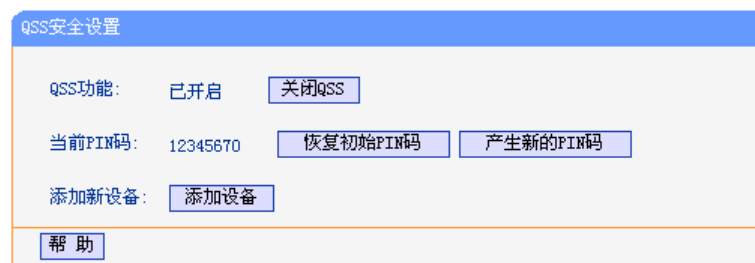 QSS安全设置
QSS功能: 已开启 关闭QSS
当前PIN码: 12345670 恢复初始PIN码 产生新的PIN码
添加新设备: 添加设备
帮 助